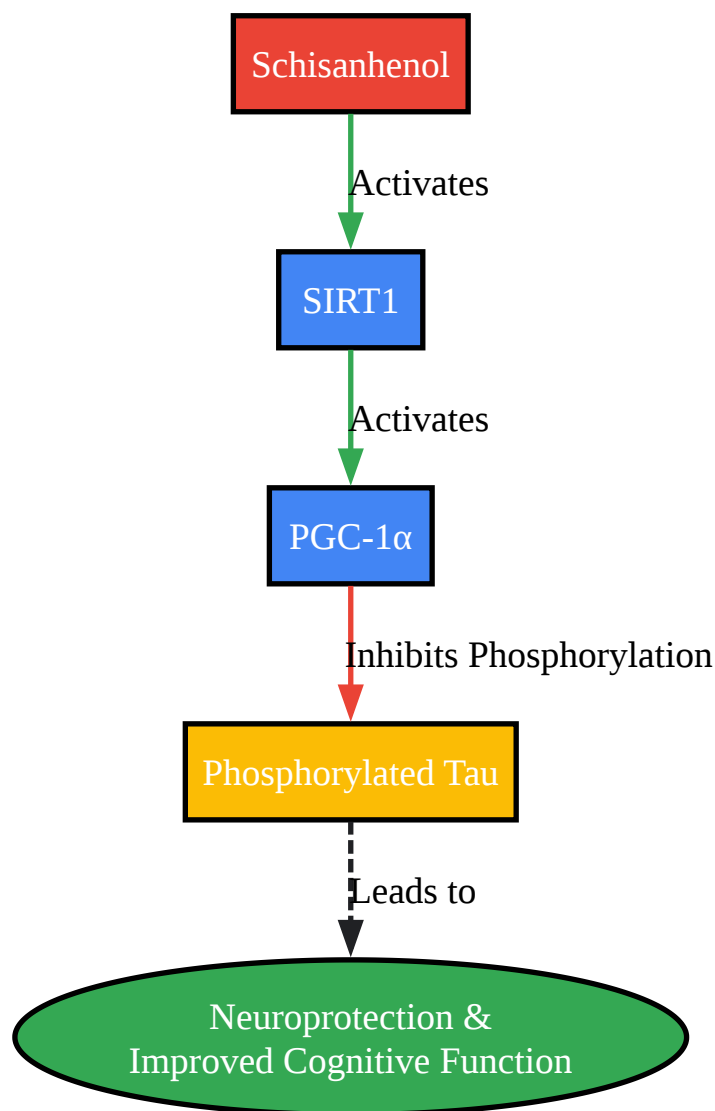 Schisanhenol
Activates
SIRT1
Activates
PGC-1α
Inhibits Phosphorylation
Phosphorylated Tau
Leads to
Neuroprotection &
Improved Cognitive Function